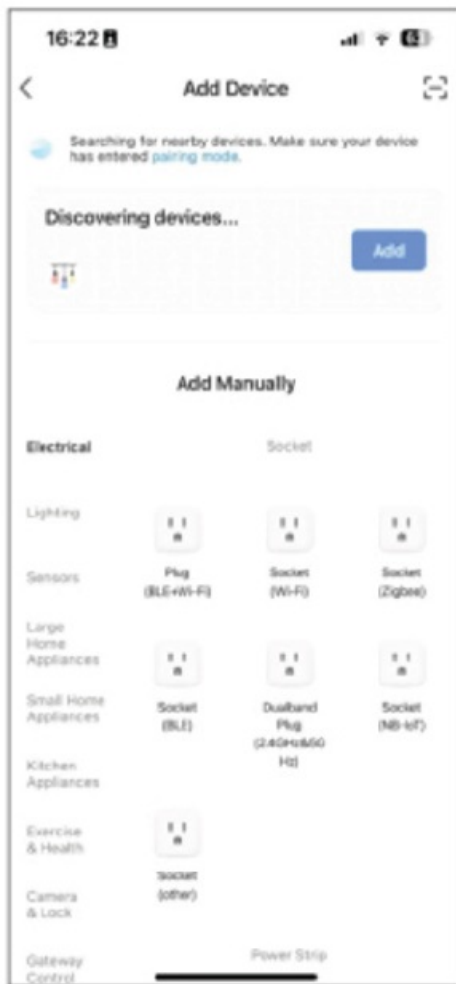 16:22
Add Device
Searching for nearby devices. Make sure your device
has entered pairing mode.
Discovering devices...
Add
Add Manually
Electrical
Socket
Lighting
Sensors
Large
Home
Appliances
Small Home
Appliances
Kitchen
Appliances
Exercise
& Health
Camera
& Lock
Gateway
Control
Plug
(BLE+Wi-Fi)
Socket
(Wi-Fi)
Socket
(Zigbee)
Socket
(BLE)
Dualband
Plug
(2.4GHz&5G
Hz)
Socket
(NB-IoT)
Socket
(other)
Power Strip